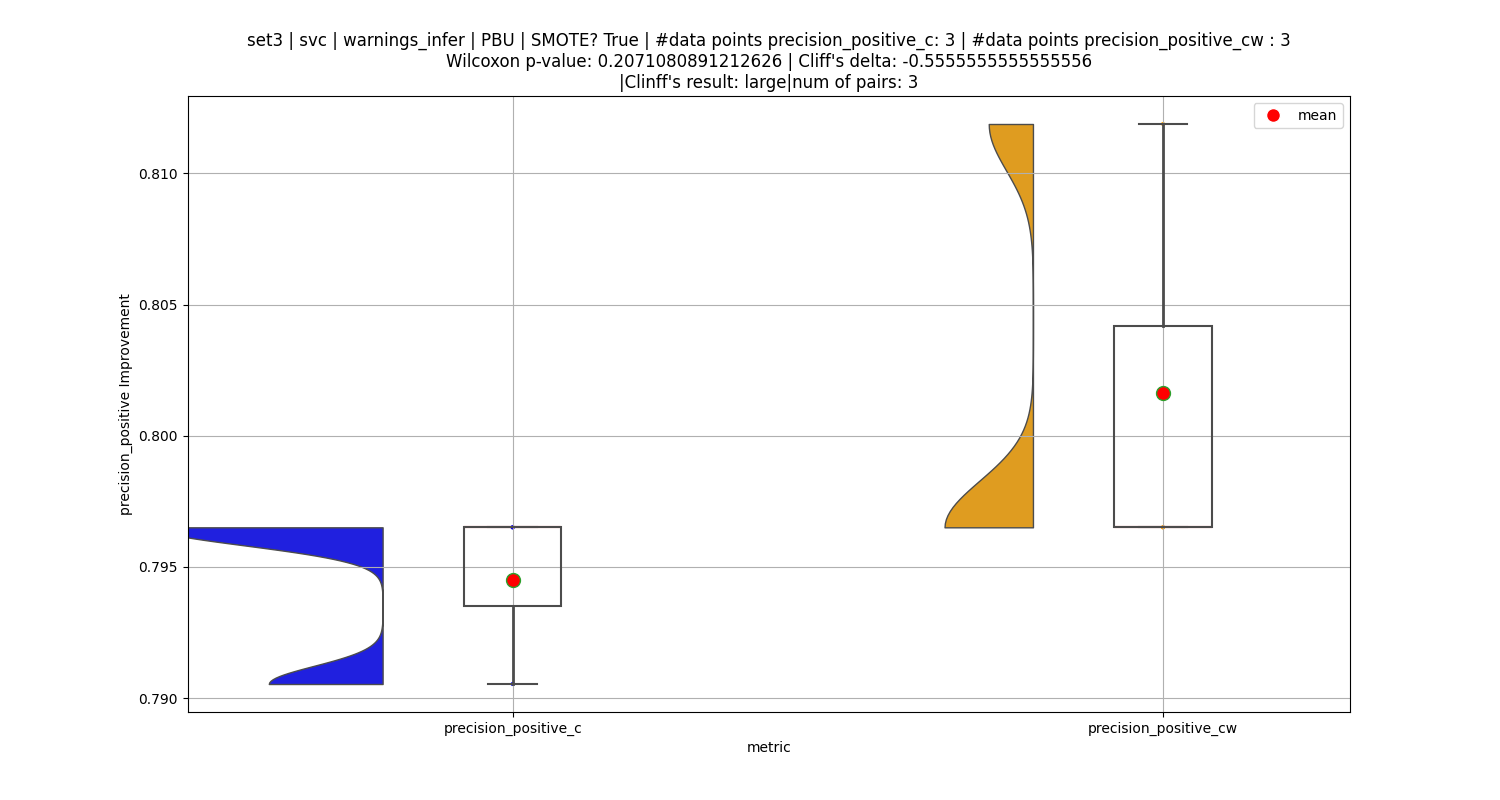 set3 | svc | warnings_infer | PBU | SMOTE? True | #data points precision_positive_c: 3 | #data points precision_positive_cw : 3
Wilcoxon p-value: 0.2071080891212626 | Cliff's delta: -0.5555555555555556
|Clinff's result: large|num of pairs: 3
mean
0.810
0.805
0.800
0.795
0.790
precision_positive Improvement
precision_positive_c
precision_positive_cw
metric